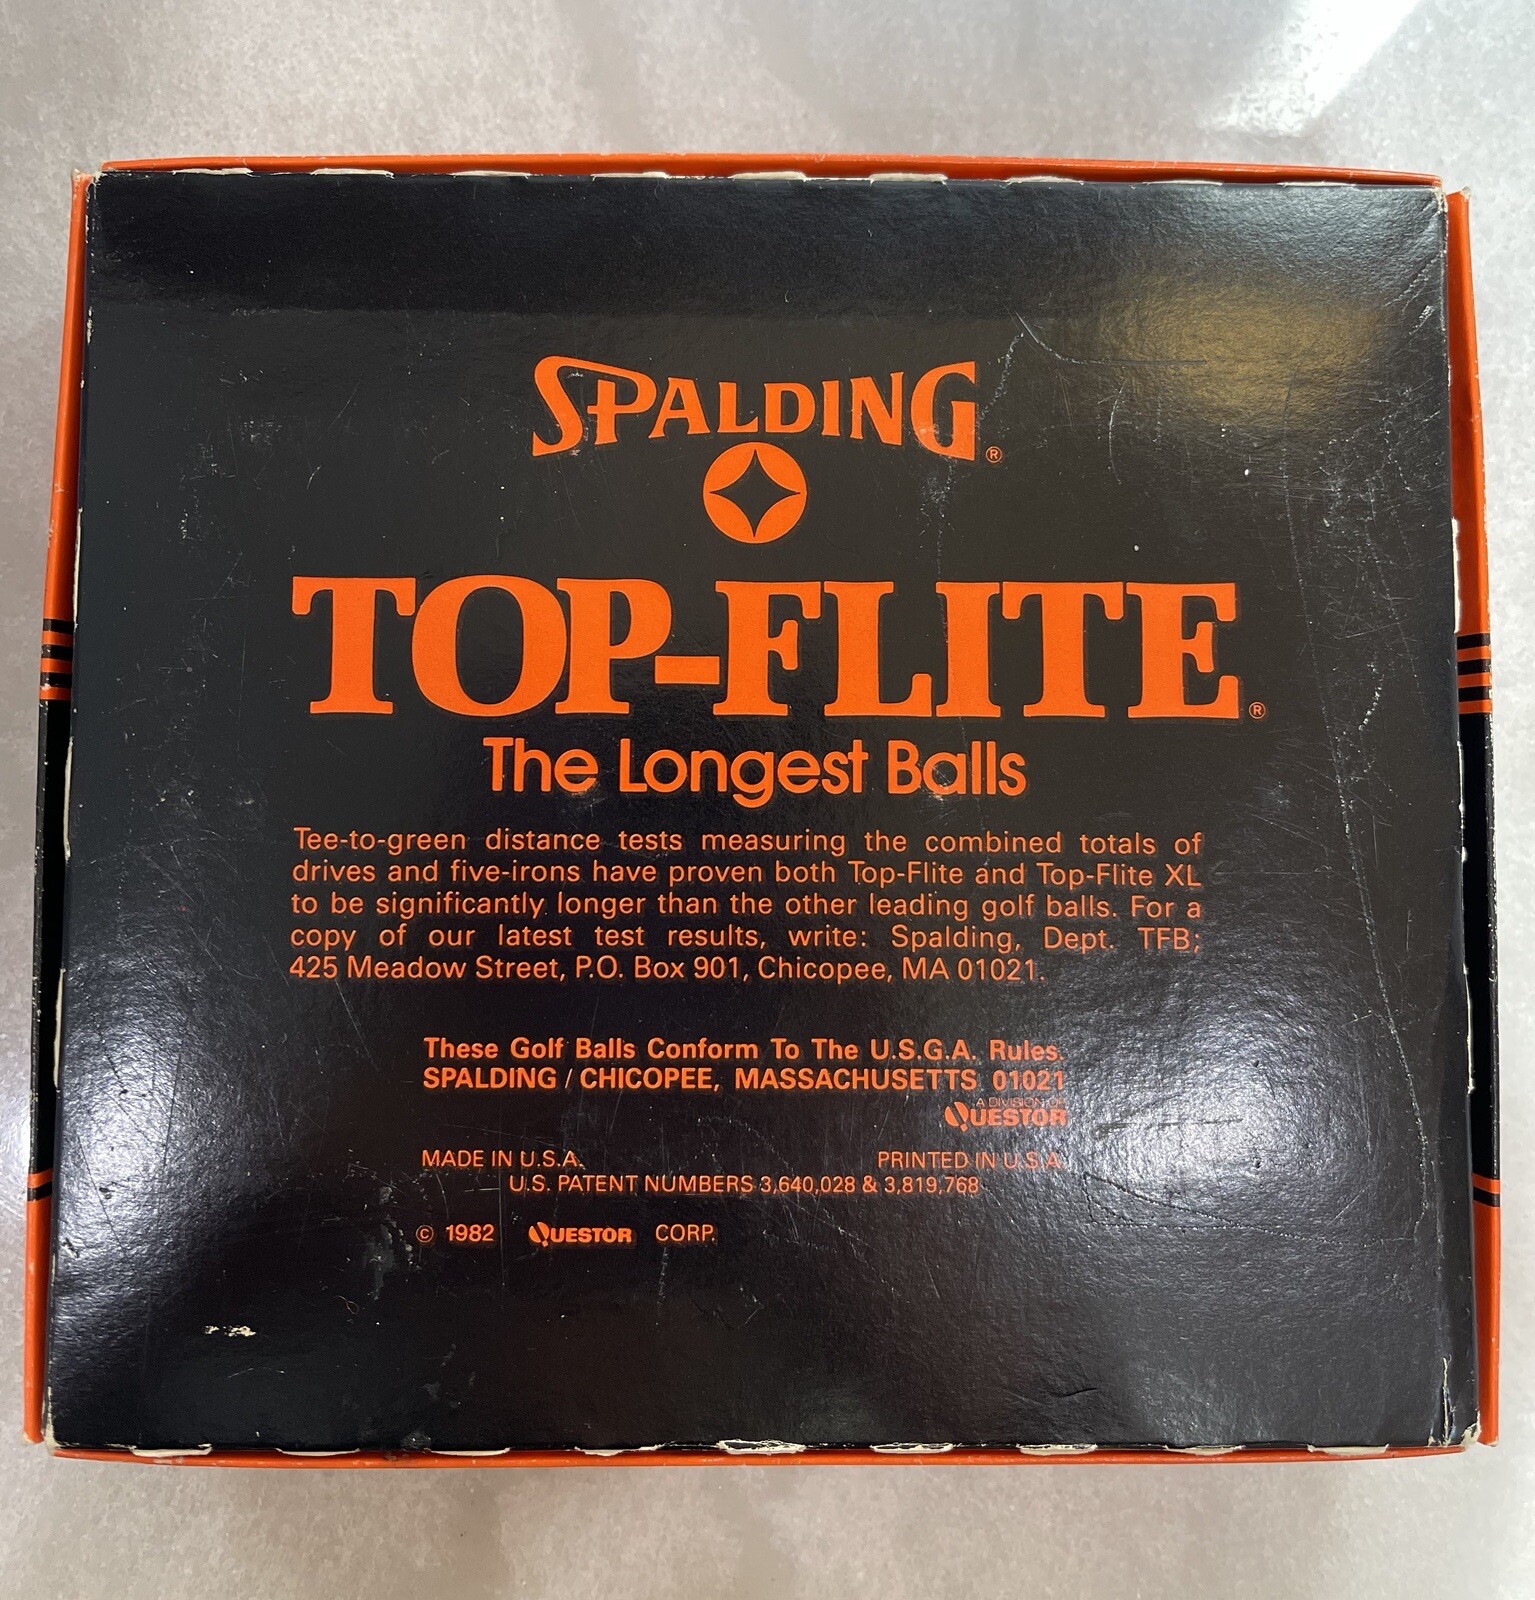 SPALDING®
TOP-FLITE®
The Longest Balls
Tee-to-green distance tests measuring the combined totals of
drives and five-irons have proven both Top-Flite and Top-Flite XL
to be significantly longer than the other leading golf balls. For a
copy of our latest test results, write: Spalding, Dept. TFB;
425 Meadow Street, P.O. Box 901, Chicopee, MA 01021.
These Golf Balls Conform To The U.S.G.A. Rules.
SPALDING / CHICOPEE, MASSACHUSETTS 01021
A DIVISION OF
QUESTOR
MADE IN U.S.A. PRINTED IN U.S.A.
U.S. PATENT NUMBERS 3,640,028 & 3,819,768
© 1982 QUESTOR CORP.